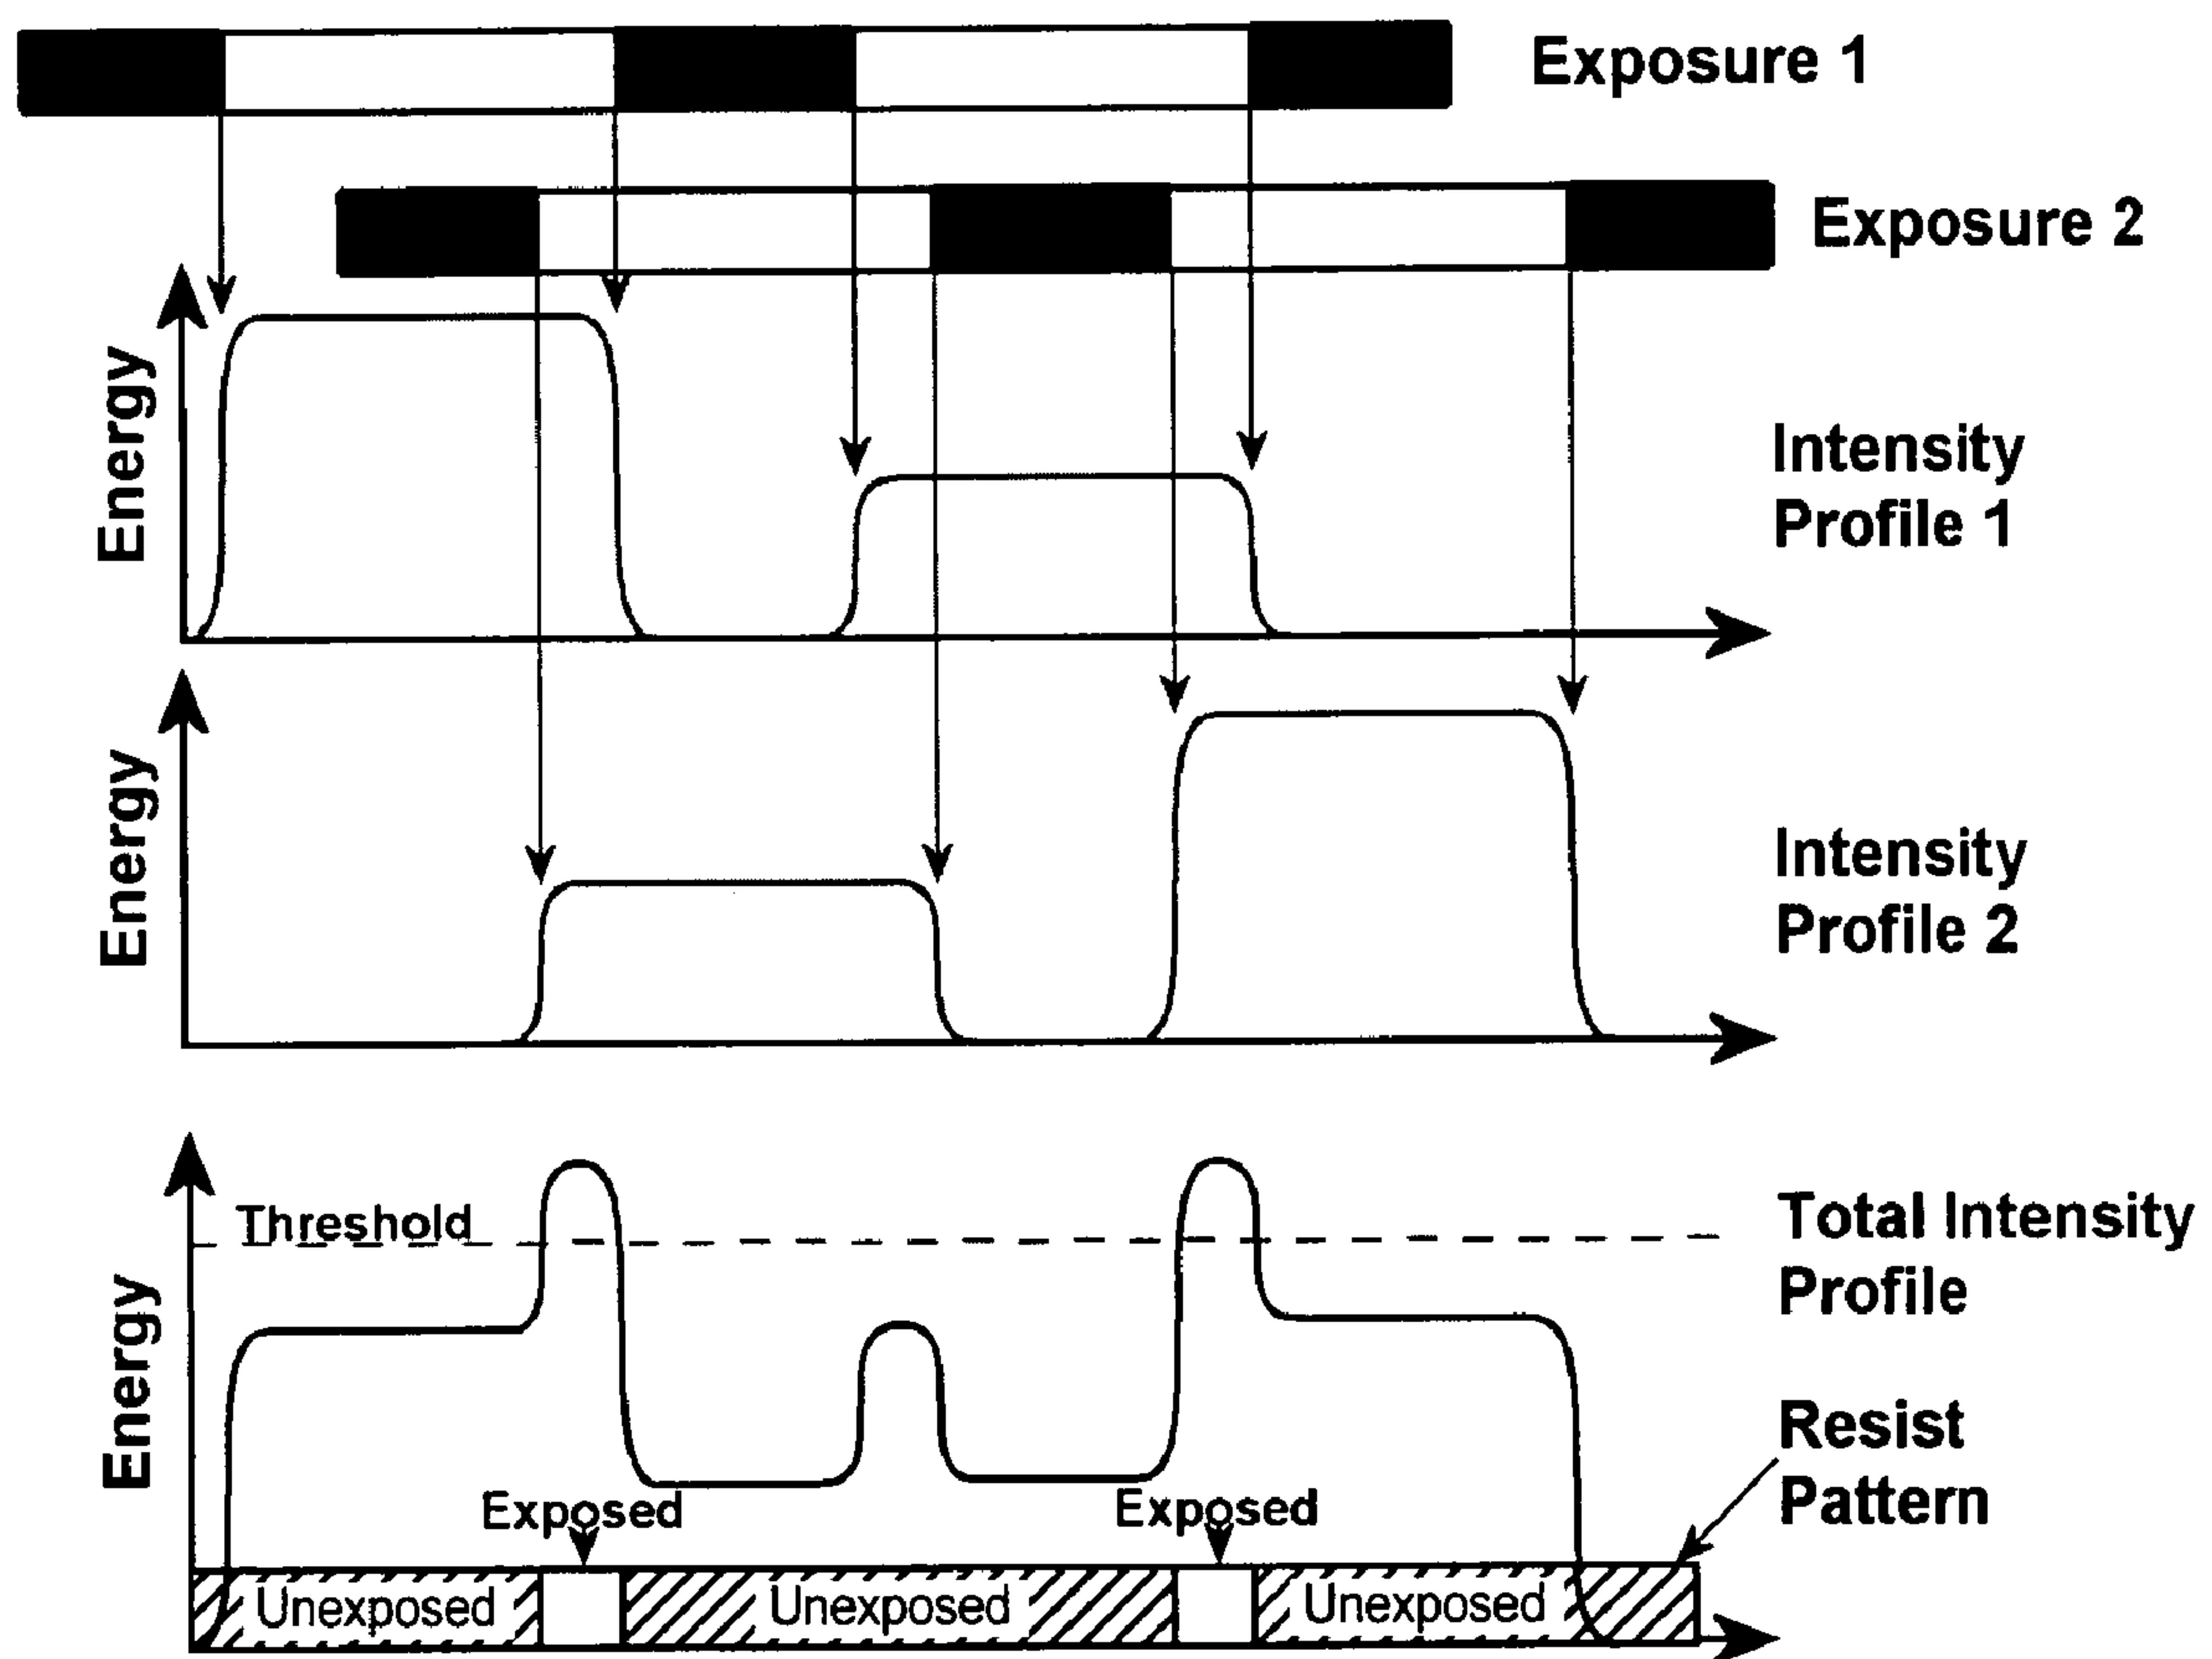 Exposure 1
Exposure 2
Energy
Intensity
Profile 1
Energy
Intensity
Profile 2
Threshold
Total Intensity
Profile
Energy
Resist
Pattern
Exposed
Exposed
Unexposed
Unexposed
Unexposed